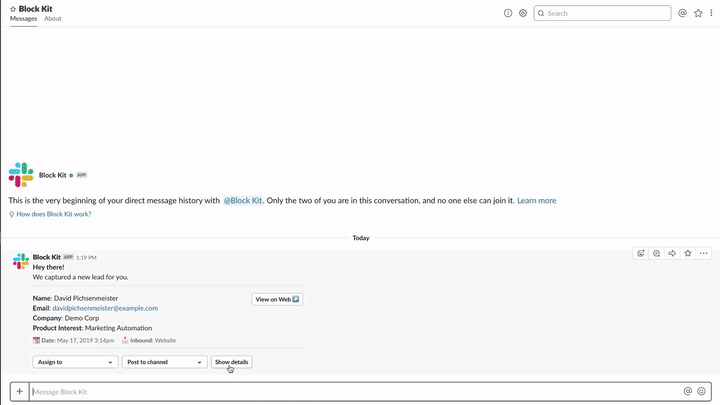 Block Kit
Messages About
Search
Block Kit APP
This is the very beginning of your direct message history with @Block Kit. Only the two of you are in this conversation, and no one else can join it. Learn more
How does Block Kit work?
Today
Block Kit APP 1:19 PM
Hey there!
We captured a new lead for you.
Name: David Pichsenmeister
View on Web
Email: davidpichsenmeister@example.com
Company: Demo Corp
Product Interest: Marketing Automation
Date: May 17, 2019 3:14pm Inbound: Website
Assign to Post to channel Show details
Message Block Kit